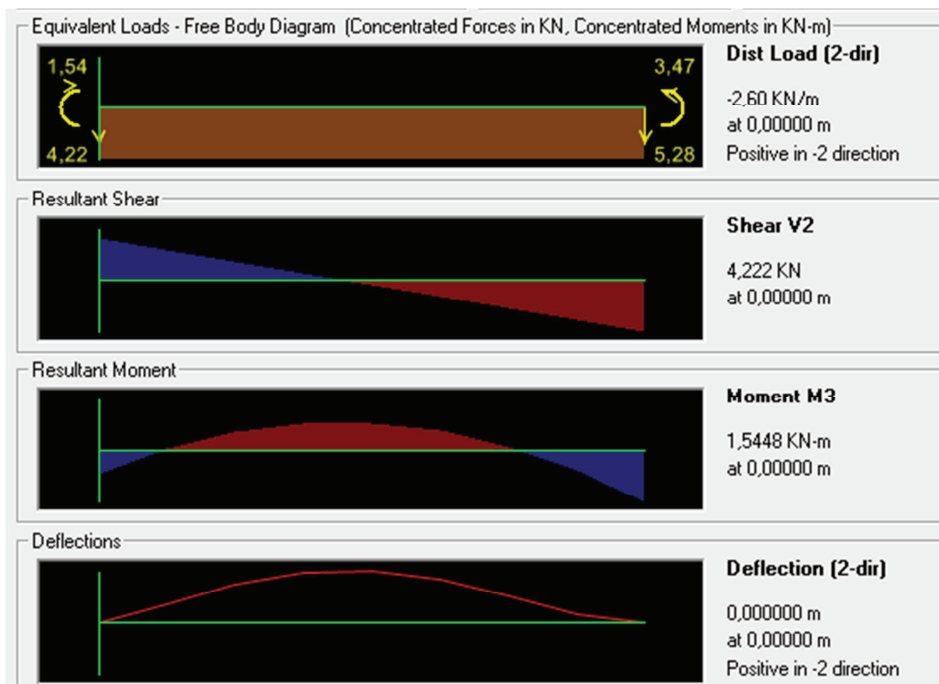 Equivalent Loads - Free Body Diagram (Concentrated Forces in KN, Concentrated Moments in KN-m)
1,54
3,47
4,22
5,28
Dist Load (2-dir)
-2,60 KN/m
at 0,00000 m
Positive in -2 direction
Resultant Shear
Shear V2
4,222 KN
at 0,00000 m
Resultant Moment
Moment M3
1,5448 KN-m
at 0,00000 m
Deflections
Deflection (2-dir)
0,000000 m
at 0,00000 m
Positive in -2 direction